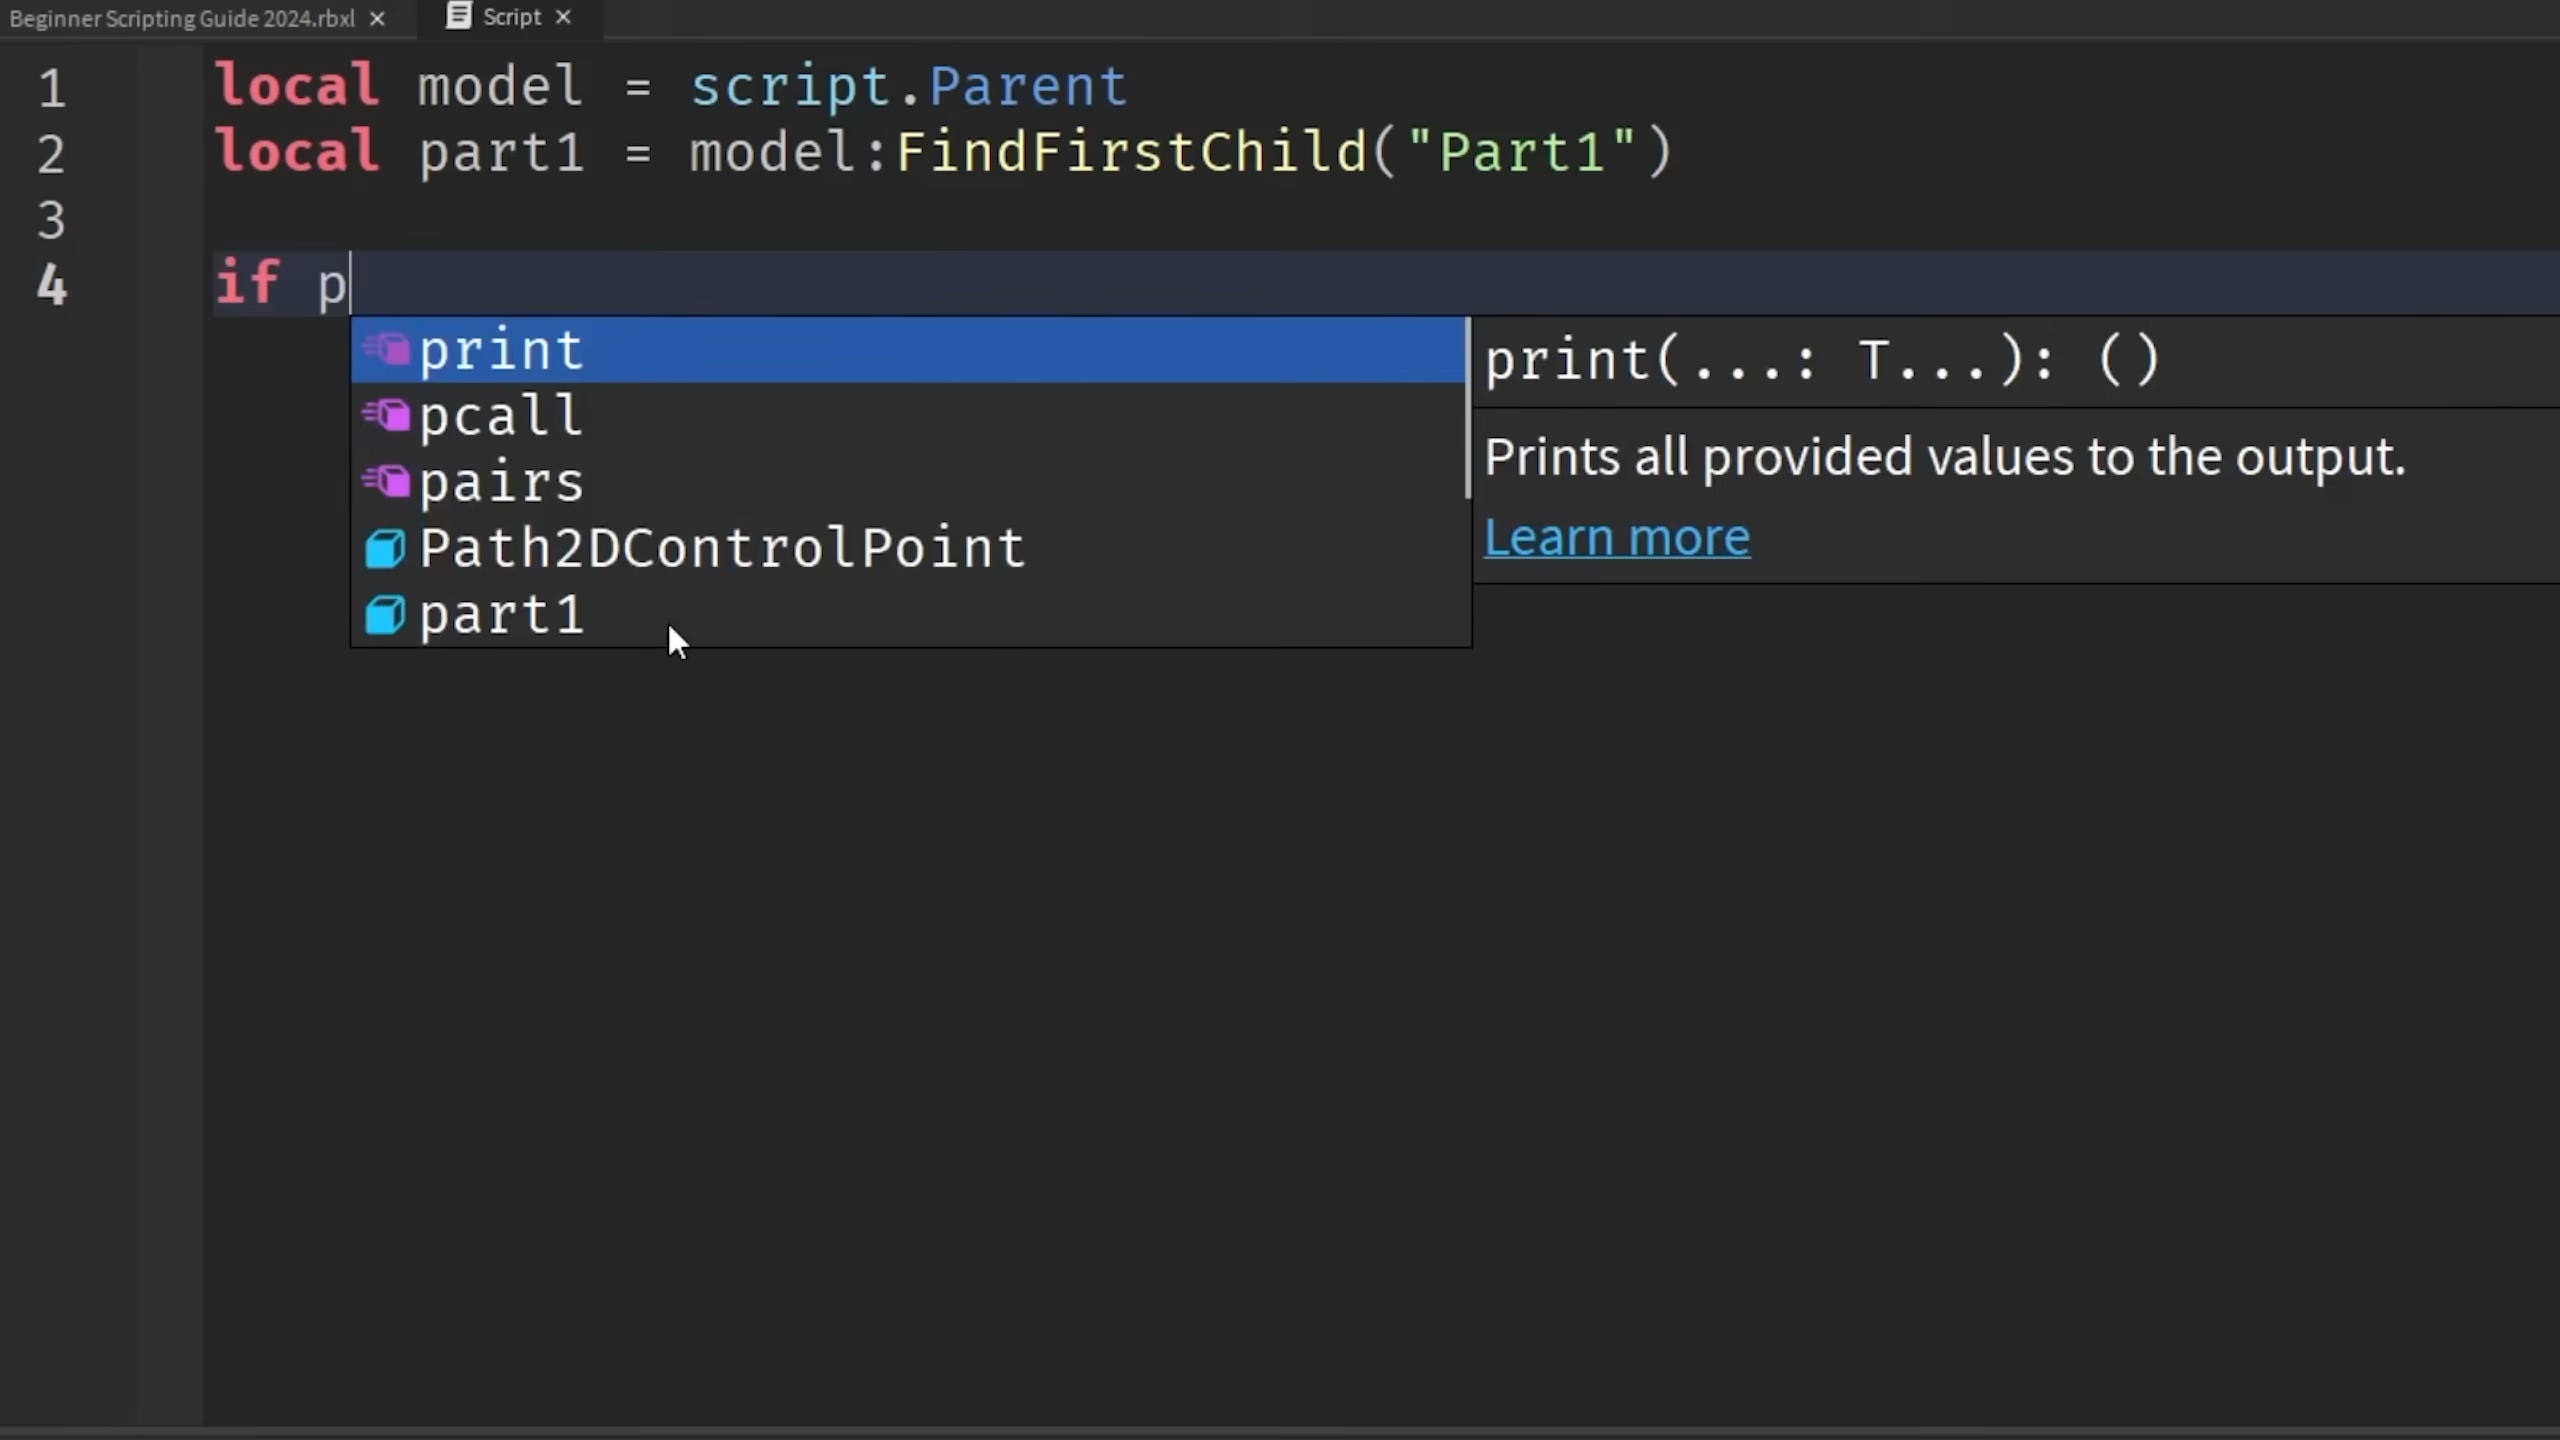 Beginner Scripting Guide 2024.rbxl × Script ×
1 local model = script.Parent
2 local part1 = model:FindFirstChild("Part1")
3
4 if p
print
pcall
pairs
Path2DControlPoint
part1
print(...: T...): ()
Prints all provided values to the output.
Learn more